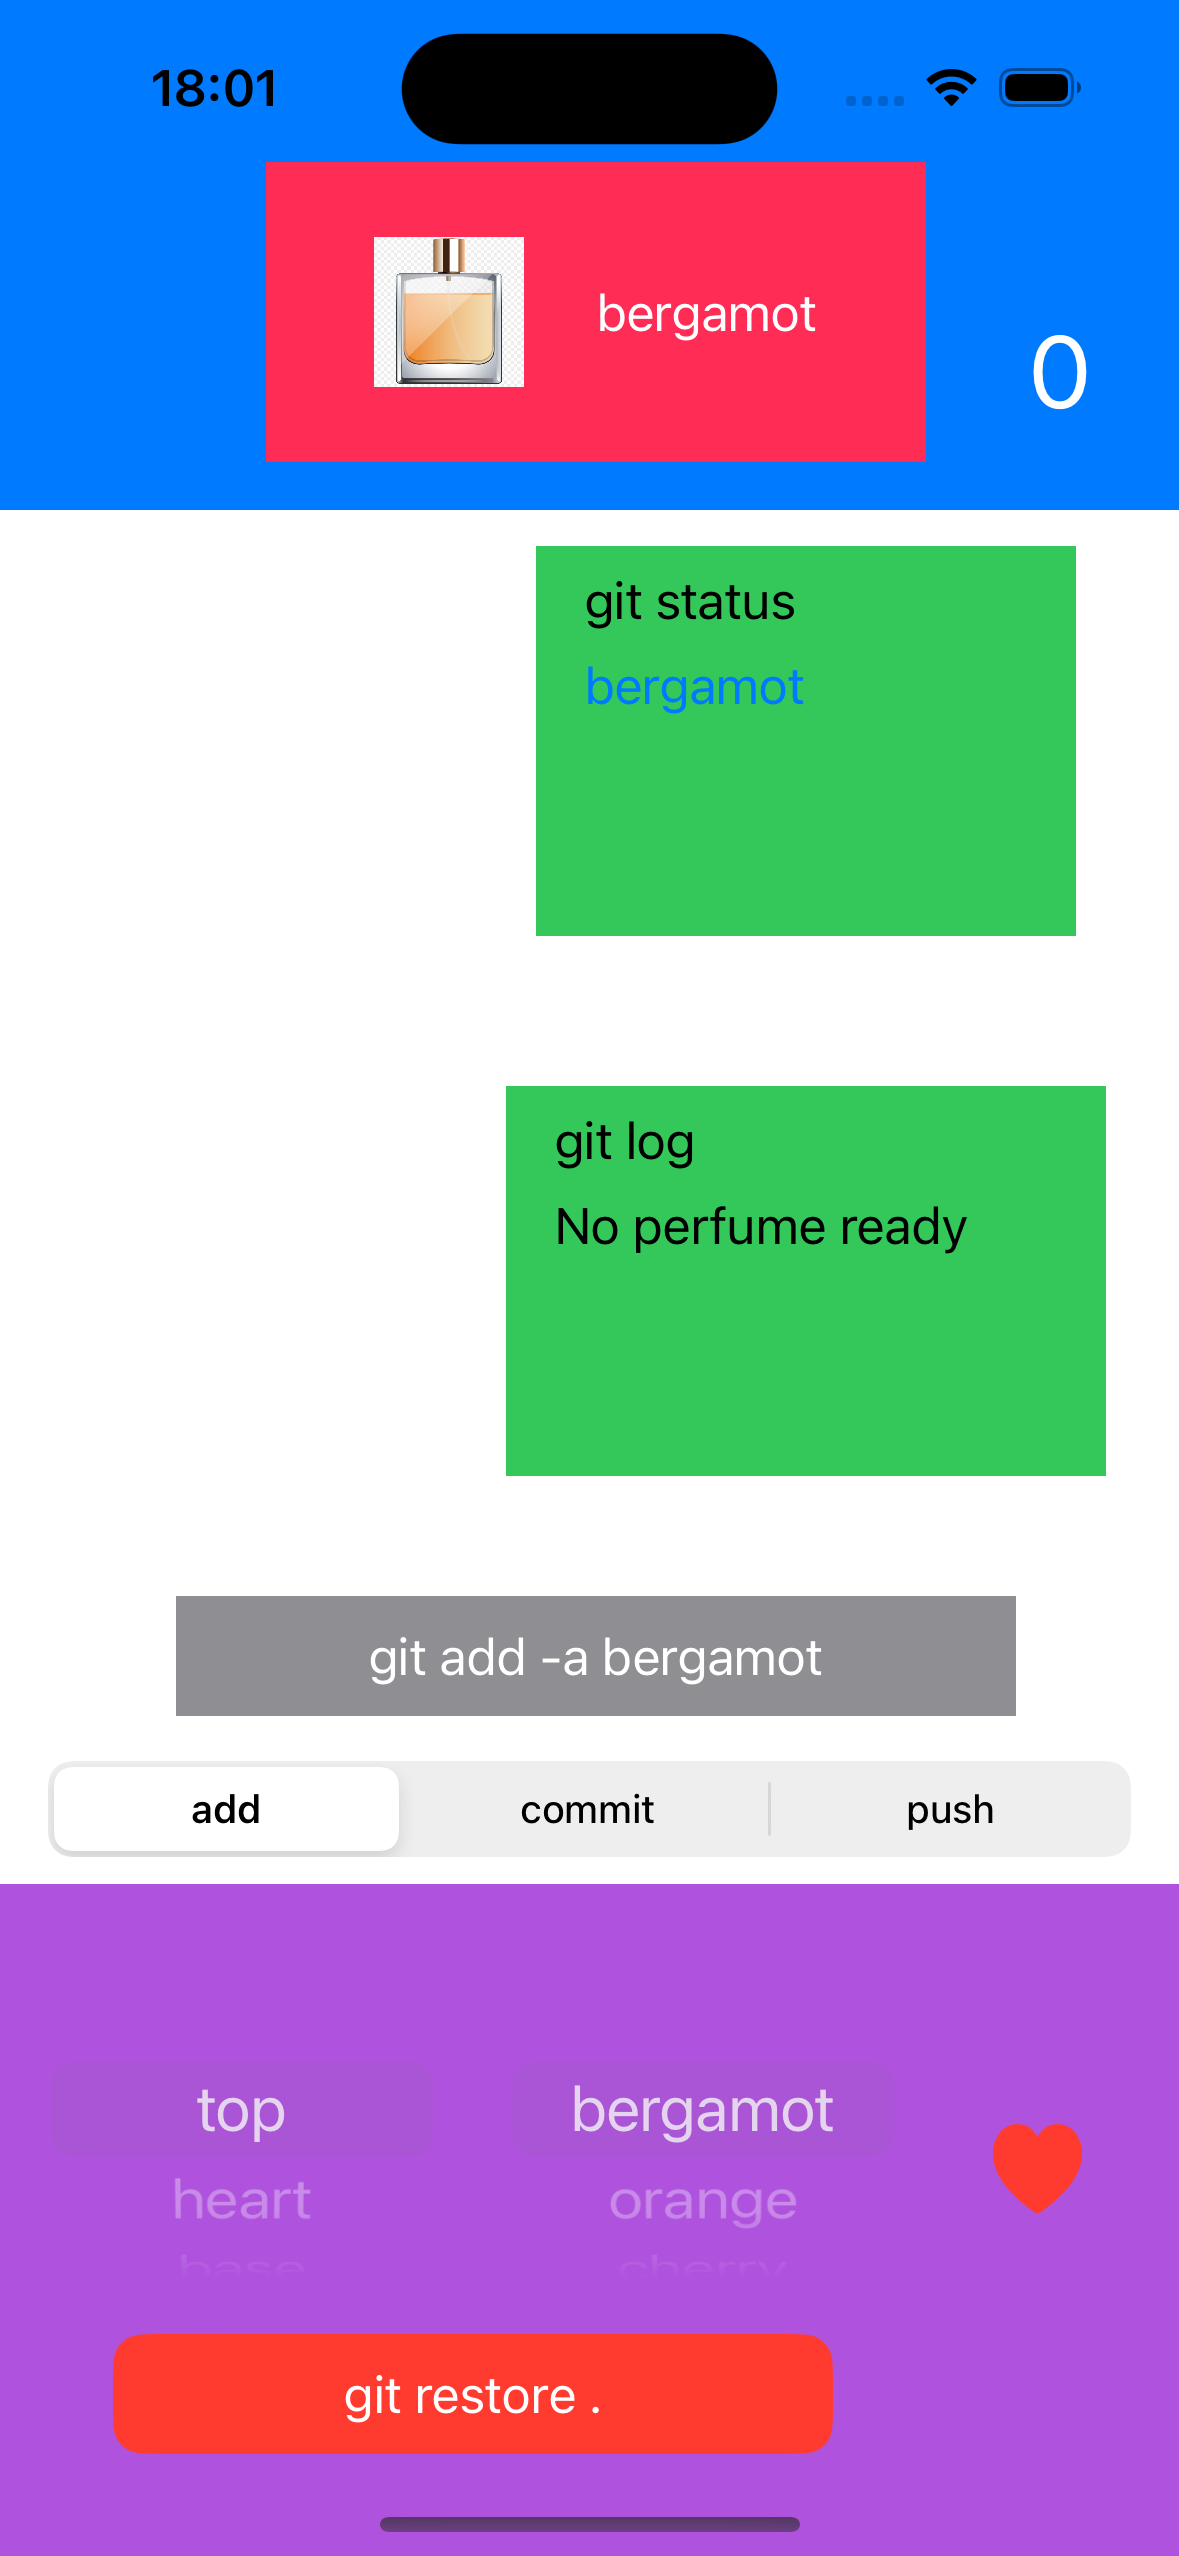 18:01
bergamot
0
git status
bergamot
git log
No perfume ready
git add -a bergamot
add commit push
top bergamot
heart orange
base cherry
git restore .